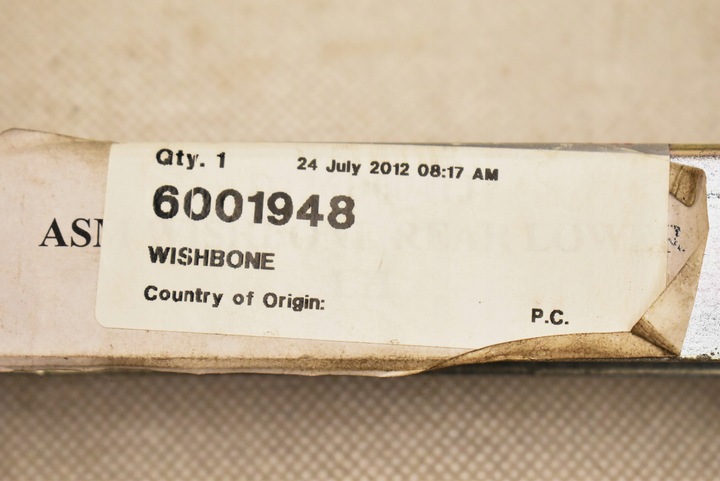 Qty. 1 24 July 2012 08:17 AM
6001948
WISHBONE
Country of Origin:
P.C.